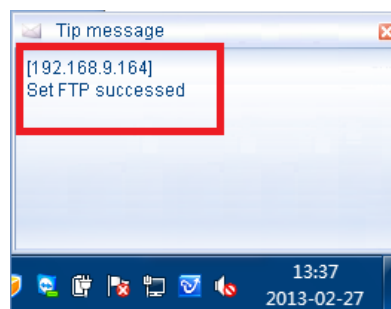 Tip message
[192.168.9.164]
Set FTP successed
13:37
2013-02-27